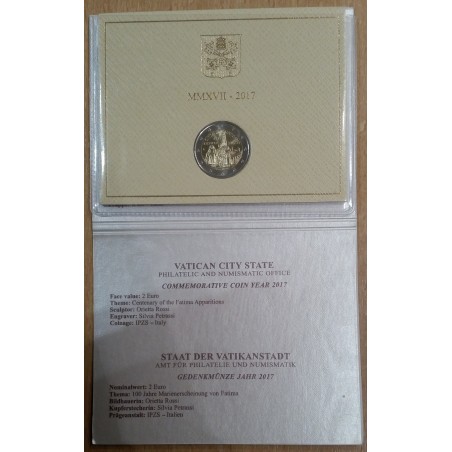 MMXVII - 2017
VATICAN CITY STATE
PHILATELIC AND NUMISMATIC OFFICE
COMMEMORATIVE COIN YEAR 2017
Face value: 2 Euro
Theme: Centenary of the Fatima Apparitions
Sculptor: Orietta Rossi
Engraver: Silvia Petrassi
Coinage: IPZS - Italy
STAAT DER VATIKANSTADT
AMT FÜR PHILATELIE UND NUMISMATIK
GEDENKMÜNZE JAHR 2017
Nominalwert: 2 Euro
Thema: 100 Jahre Marienerscheinung von Fatima
Bildhauerin: Orietta Rossi
Kupferstecherin: Silvia Petrassi
Prägeanstalt: IPZS - Italien